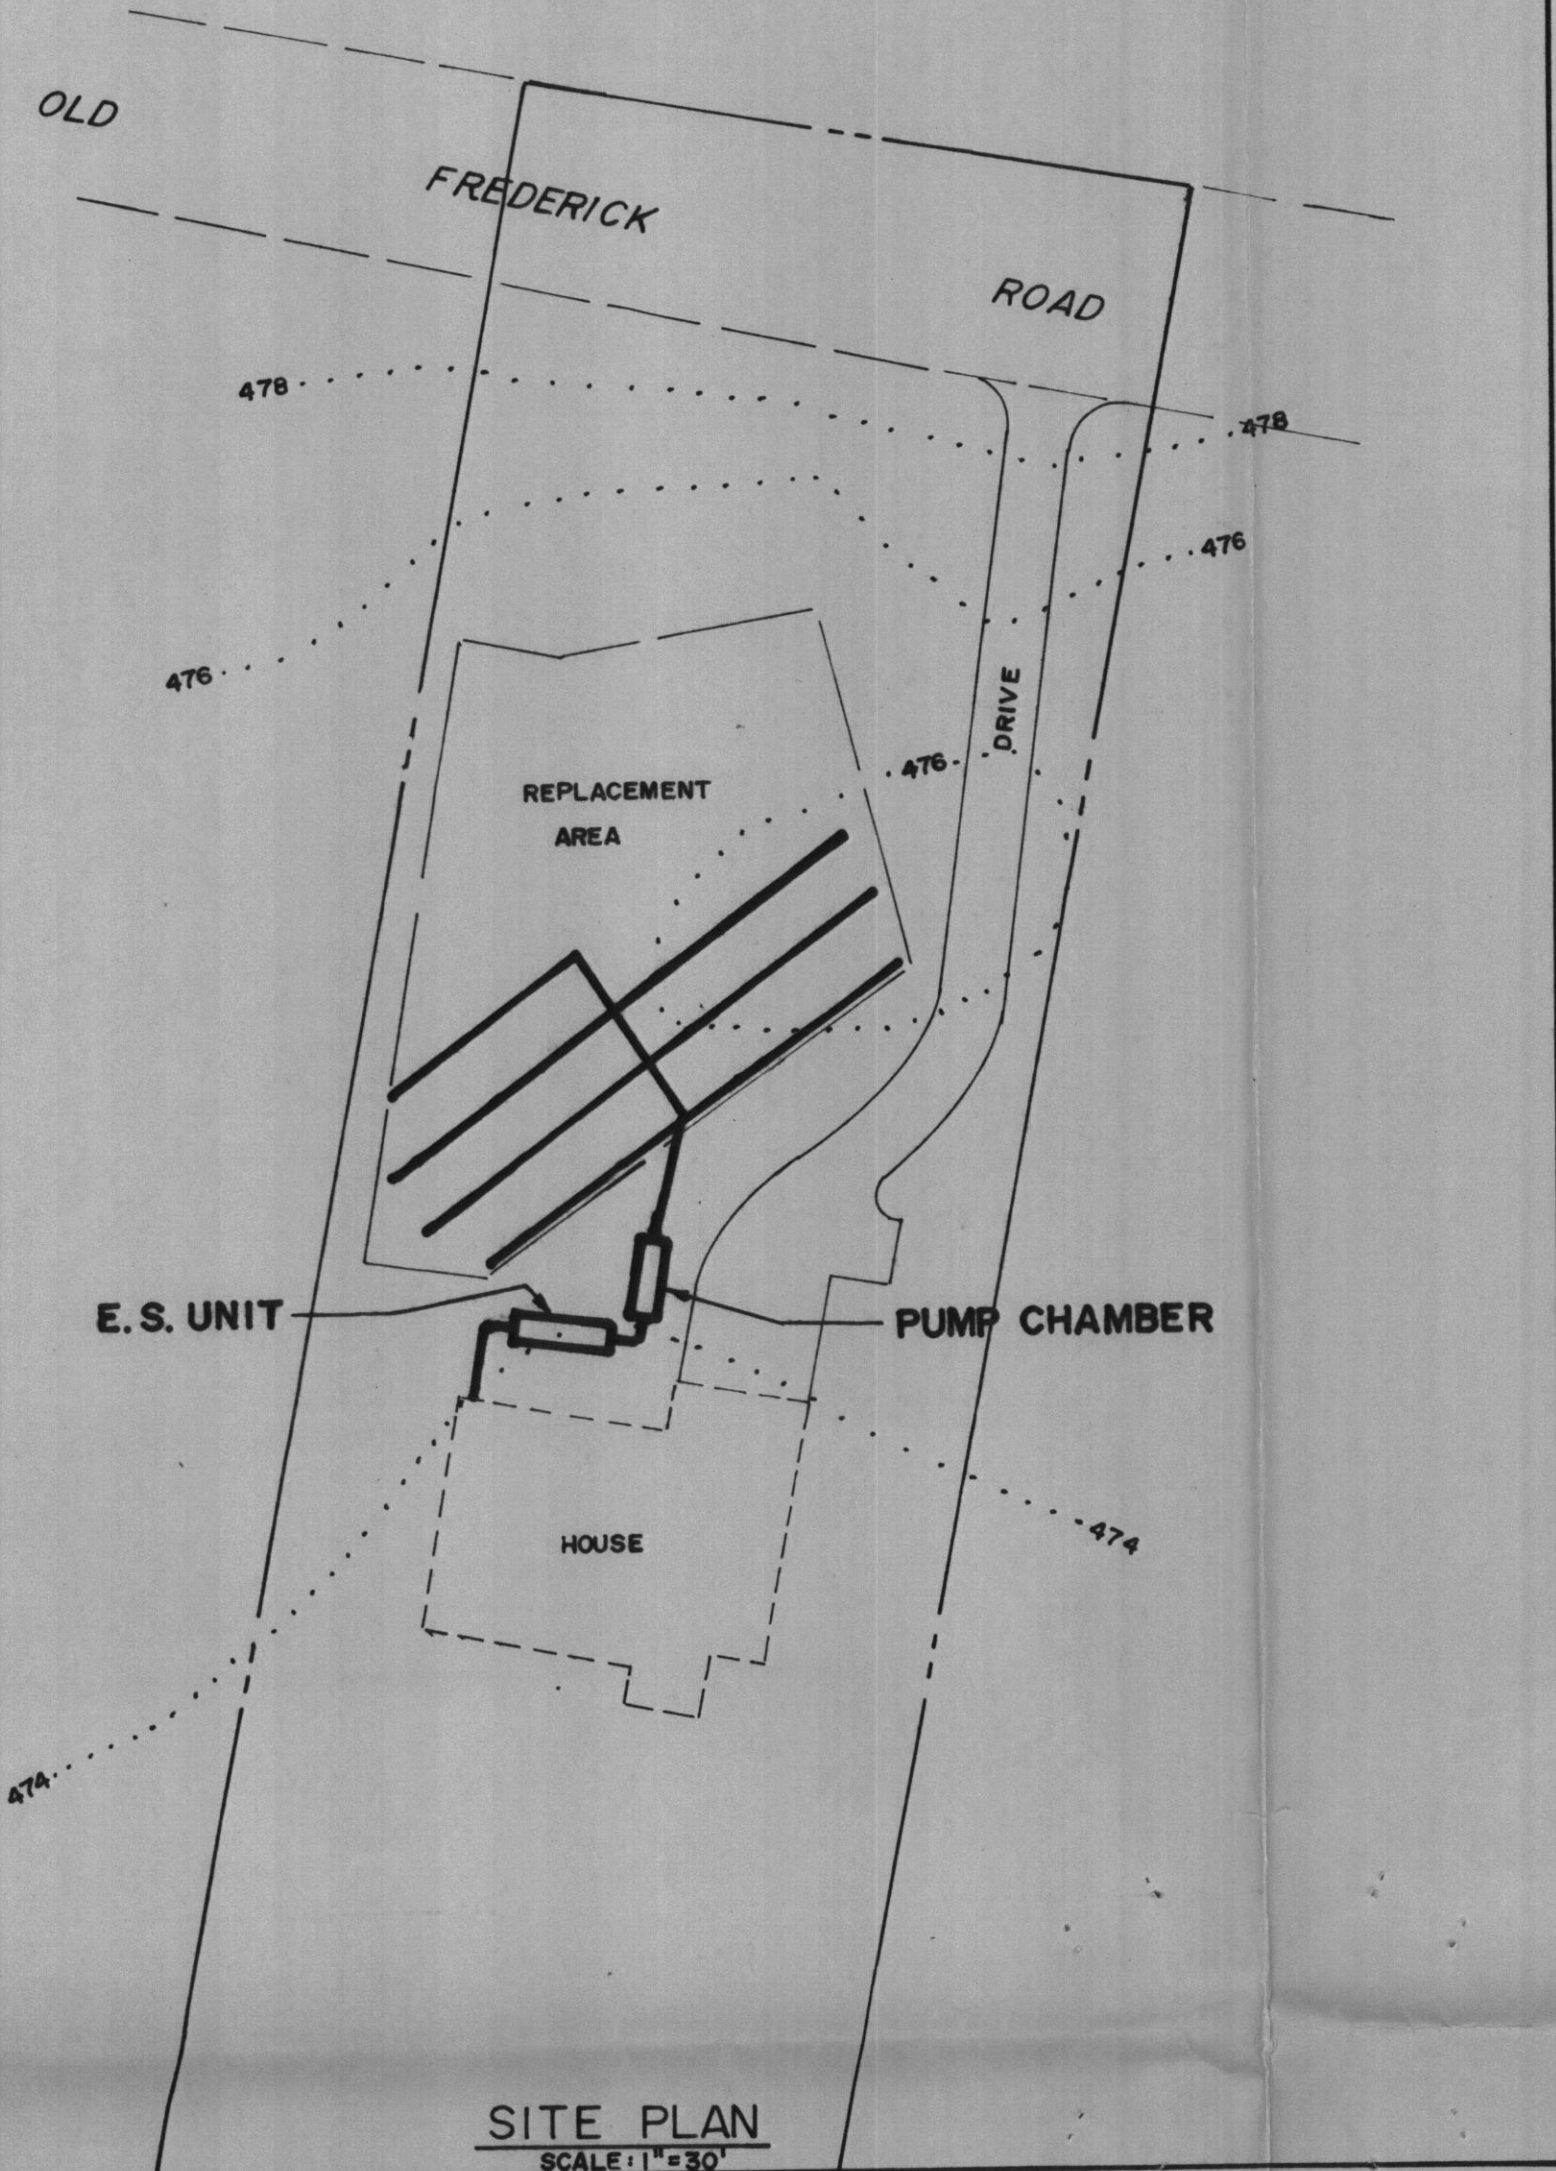 OLD
FREDERICK
ROAD
478
478
476
476
DRIVE
476
REPLACEMENT
AREA
E.S. UNIT
PUMP CHAMBER
HOUSE
474
474
SITE PLAN
SCALE: 1"=30'